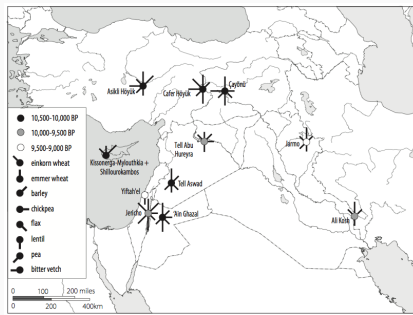 Çayönü
Asikli Höyük
Cafer Höyük
10,500-10,000 BP
10,000-9,500 BP
9,500-9,000 BP
einkorn wheat
emmer wheat
barley
chickpea
flax
lentil
pea
bitter vetch
Kissonerga-Mylouthkia +
Shillourokambos
Tell Abu
Hureyra
Jarmo
Tell Aswad
Yiftah'el
Jericho
'Ain Ghazal
Ali Kosh
0 100 200 miles
0 200 400km